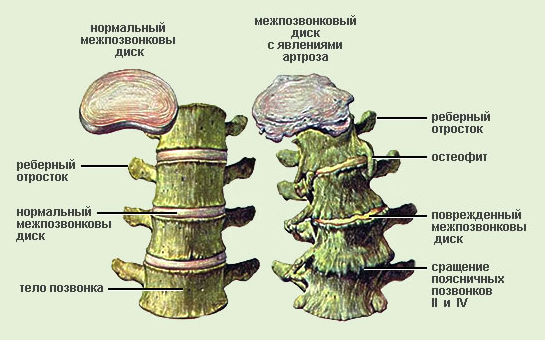 нормальный
межпозвонковы
диск
межпозвонковый
диск
с явлениями
артроза
реберный
отросток
нормальный
межпозвонковы
диск
тело позвонка
реберный
отросток
остеофит
поврежденный
межпозвонковы
диск
сращение
поясничных
позвонков
II и IV